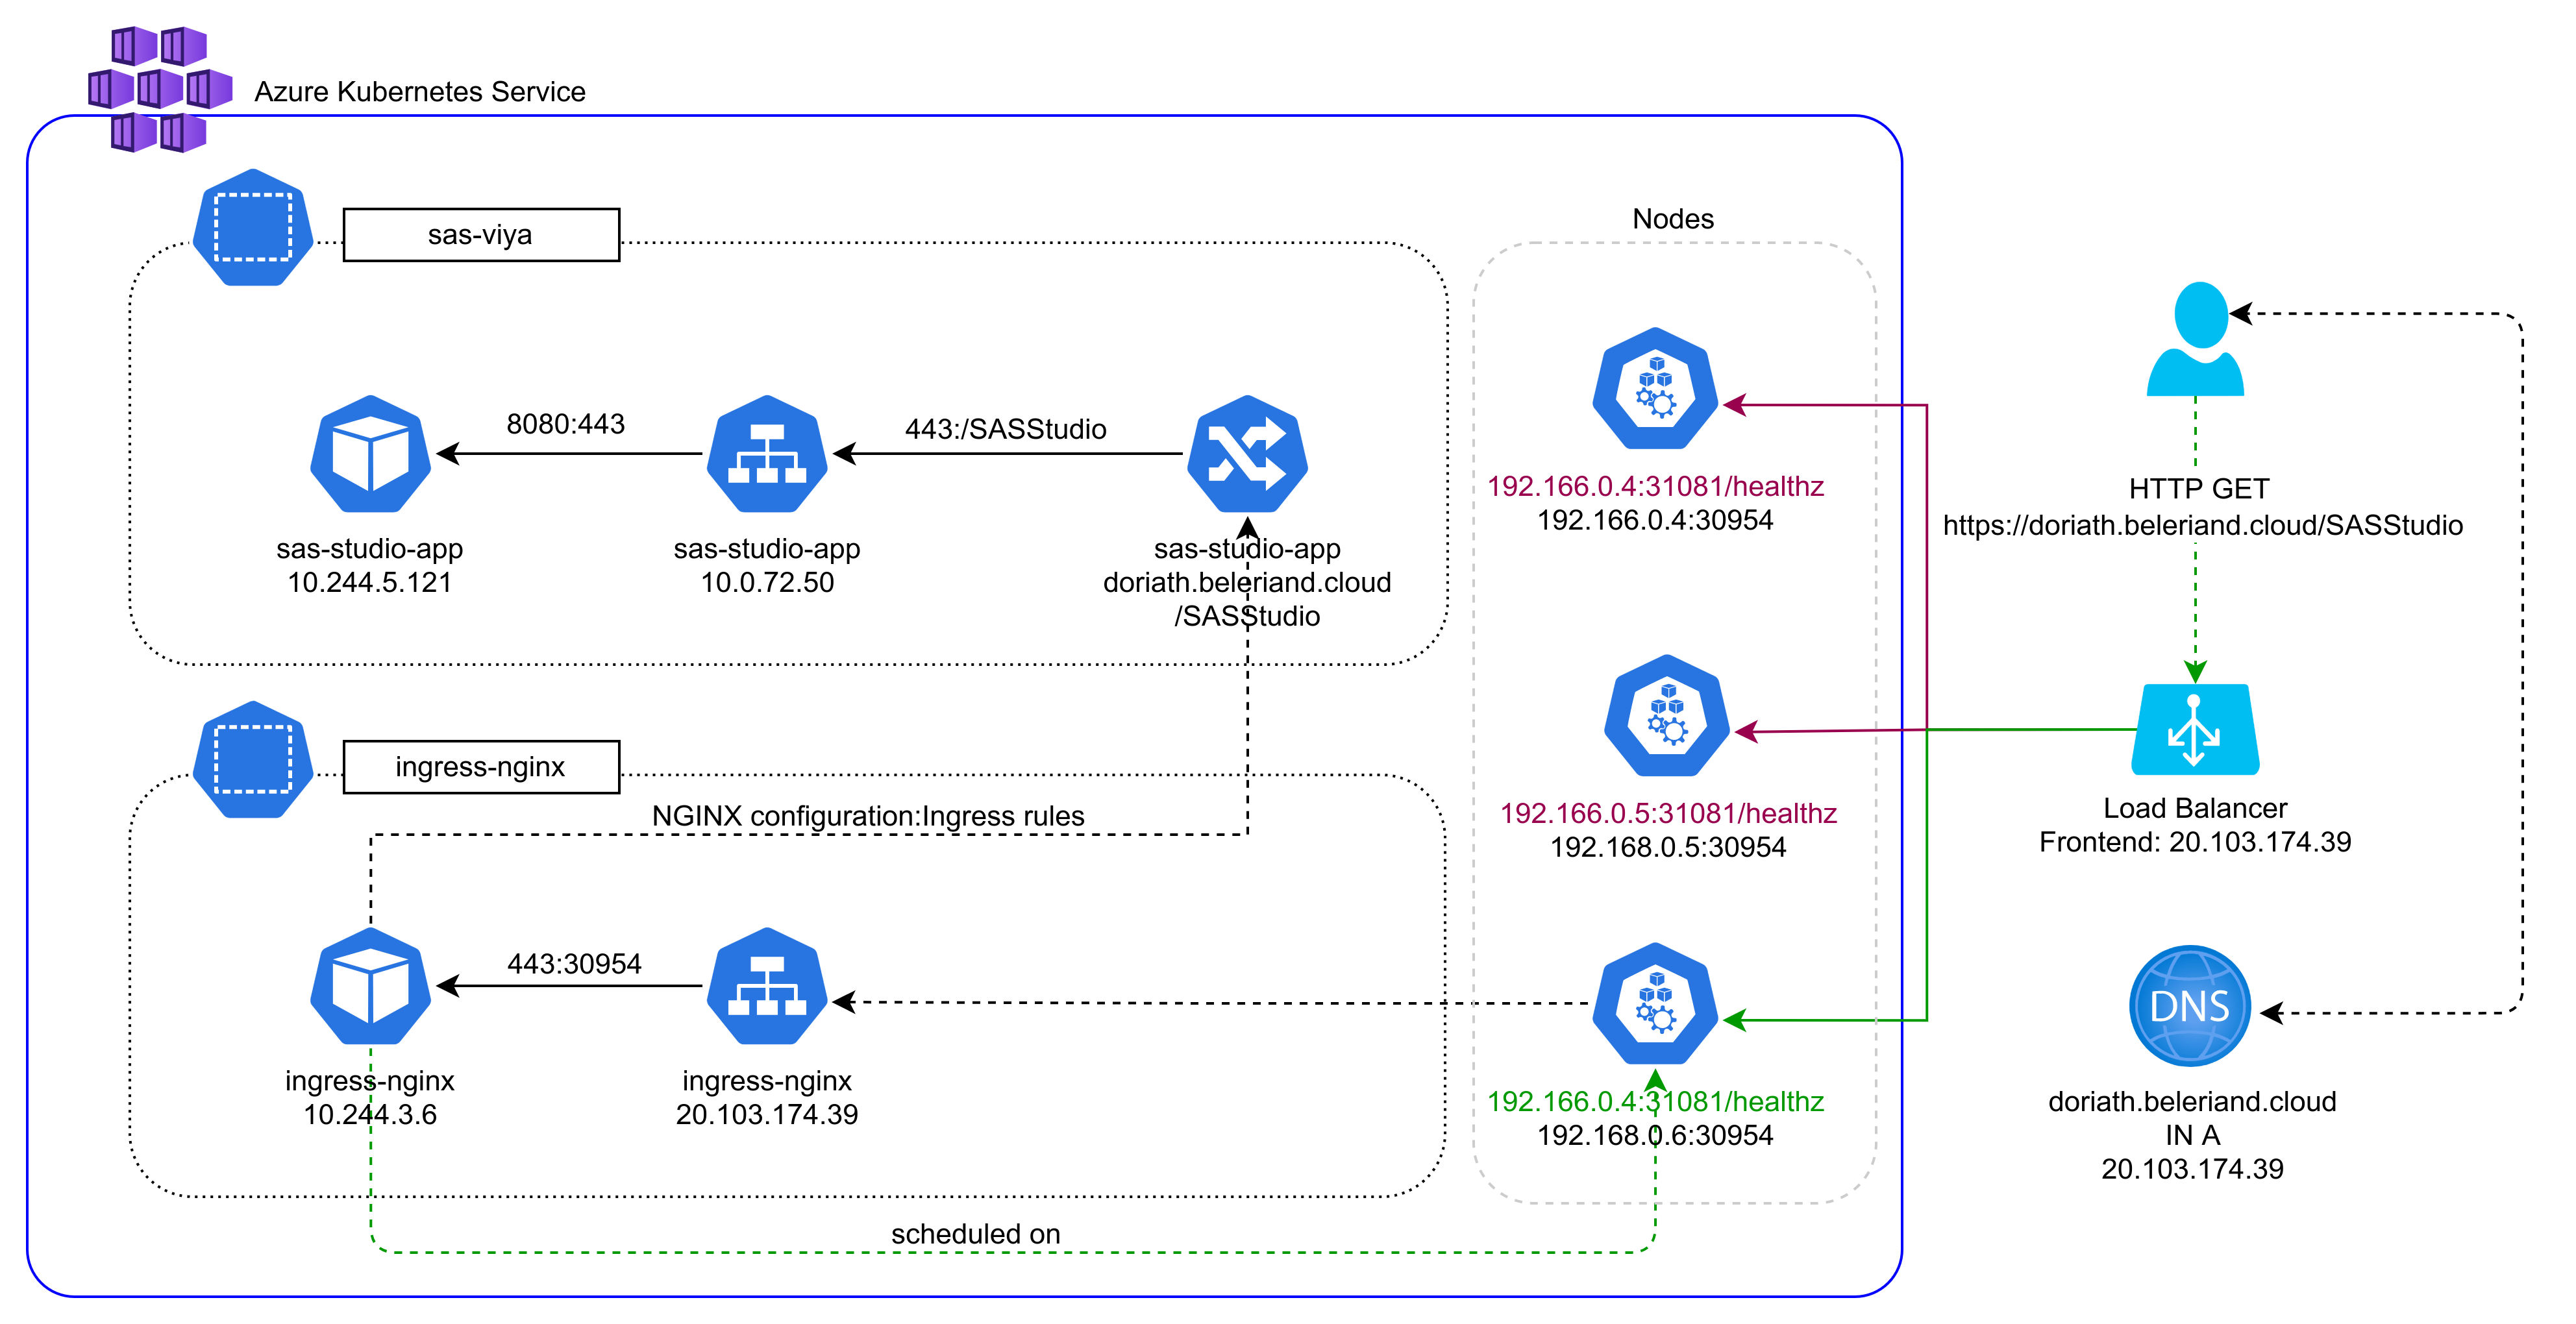 Azure Kubernetes Service
sas-viya
Nodes
8080:443
443:/SASStudio
sas-studio-app
10.244.5.121
sas-studio-app
10.0.72.50
sas-studio-app
doriath.beleriand.cloud
/SASStudio
192.166.0.4:31081/healthz
192.166.0.4:30954
HTTP GET
https://doriath.beleriand.cloud/SASStudio
ingress-nginx
NGINX configuration:Ingress rules
192.166.0.5:31081/healthz
192.168.0.5:30954
Load Balancer
Frontend: 20.103.174.39
443:30954
ingress-nginx
10.244.3.6
ingress-nginx
20.103.174.39
192.166.0.4:31081/healthz
192.168.0.6:30954
DNS
doriath.beleriand.cloud
IN A
20.103.174.39
scheduled on